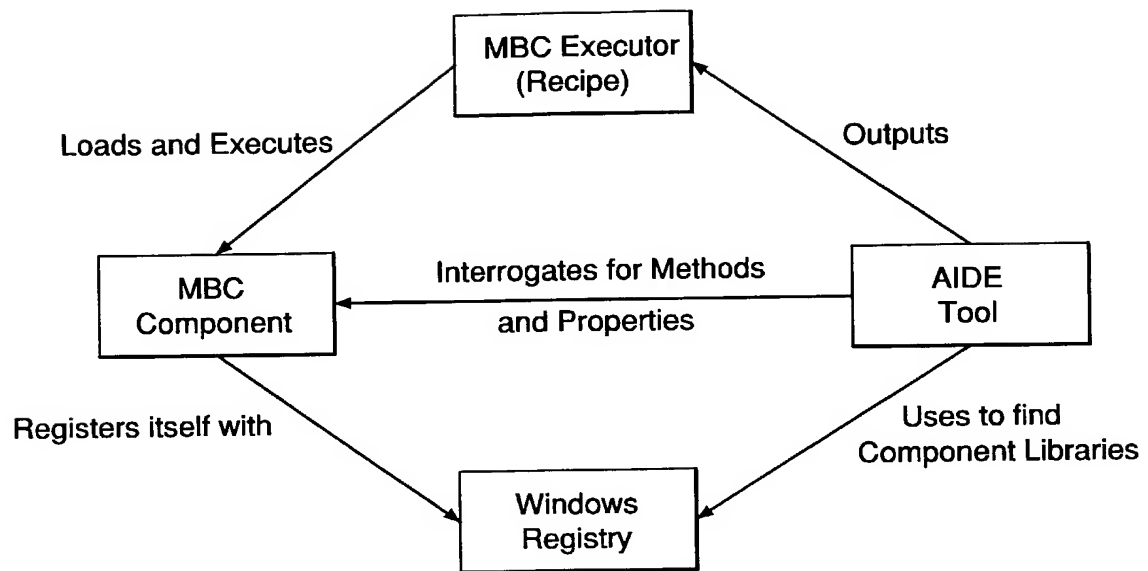 MBC Executor
(Recipe)
Loads and Executes
Outputs
MBC
Component
Interrogates for Methods
and Properties
AIDE
Tool
Registers itself with
Uses to find
Component Libraries
Windows
Registry